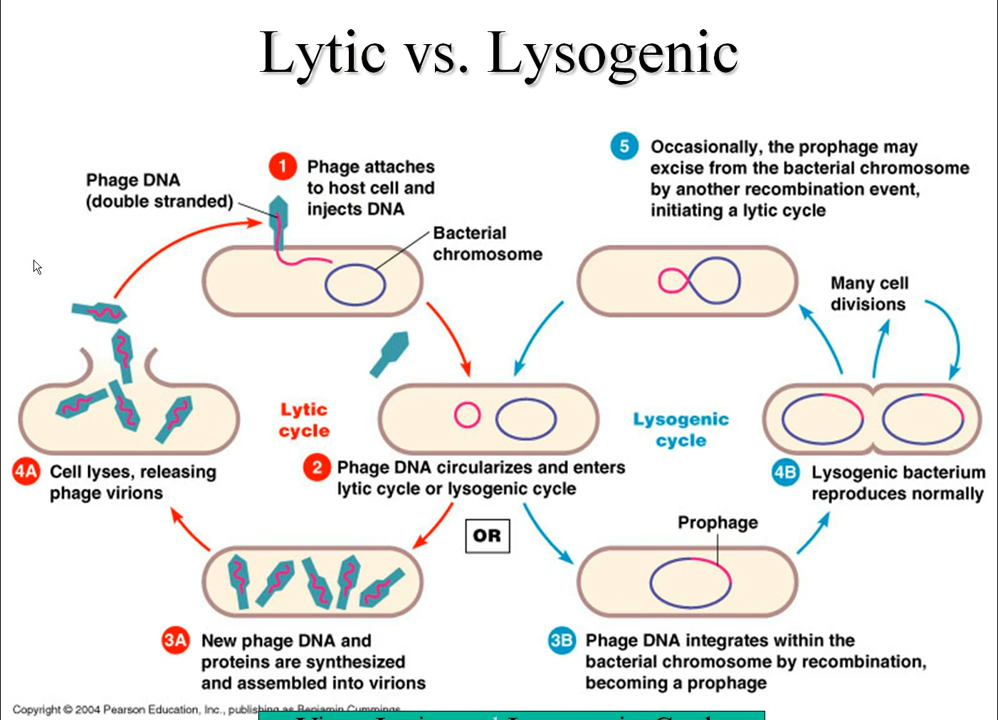 Lytic vs. Lysogenic
Phage DNA
(double stranded)
1
Phage attaches
to host cell and
injects DNA
Bacterial
chromosome
5
Occasionally, the prophage may
excise from the bacterial chromosome
by another recombination event,
initiating a lytic cycle
Many cell
divisions
Lytic
cycle
Lysogenic
cycle
4A
Cell lyses, releasing
phage virions
2
Phage DNA circularizes and enters
lytic cycle or lysogenic cycle
4B
Lysogenic bacterium
reproduces normally
OR
Prophage
3A
New phage DNA and
proteins are synthesized
and assembled into virions
3B
Phage DNA integrates within the
bacterial chromosome by recombination,
becoming a prophage
Copyright © 2004 Pearson Education, Inc., publishing as Benjamin Cummings